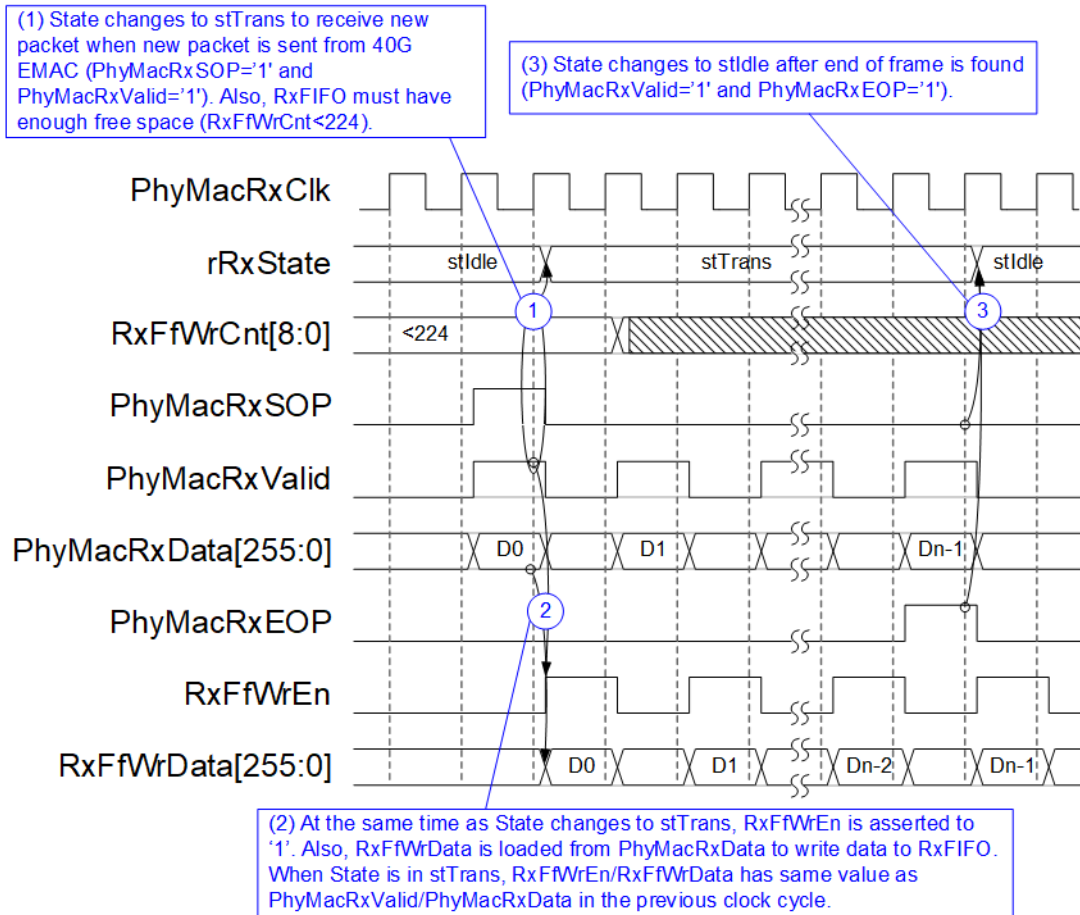 (1) State changes to stTrans to receive new
packet when new packet is sent from 40G
EMAC (PhyMacRxSOP='1' and
PhyMacRxValid='1'). Also, RxFIFO must have
enough free space (RxFfWrCnt<224).
(3) State changes to stIdle after end of frame is found
(PhyMacRxValid='1' and PhyMacRxEOP='1').
PhyMacRxClk
rRxState
stIdle
stTrans
stIdle
1
3
RxFfWrCnt[8:0]
<224
PhyMacRxSOP
PhyMacRxValid
PhyMacRxData[255:0]
D0
D1
Dn-1
2
PhyMacRxEOP
RxFfWrEn
RxFfWrData[255:0]
D0
D1
Dn-2
Dn-1
(2) At the same time as State changes to stTrans, RxFfWrEn is asserted to
‘1’. Also, RxFfWrData is loaded from PhyMacRxData to write data to RxFIFO.
When State is in stTrans, RxFfWrEn/RxFfWrData has same value as
PhyMacRxValid/PhyMacRxData in the previous clock cycle.